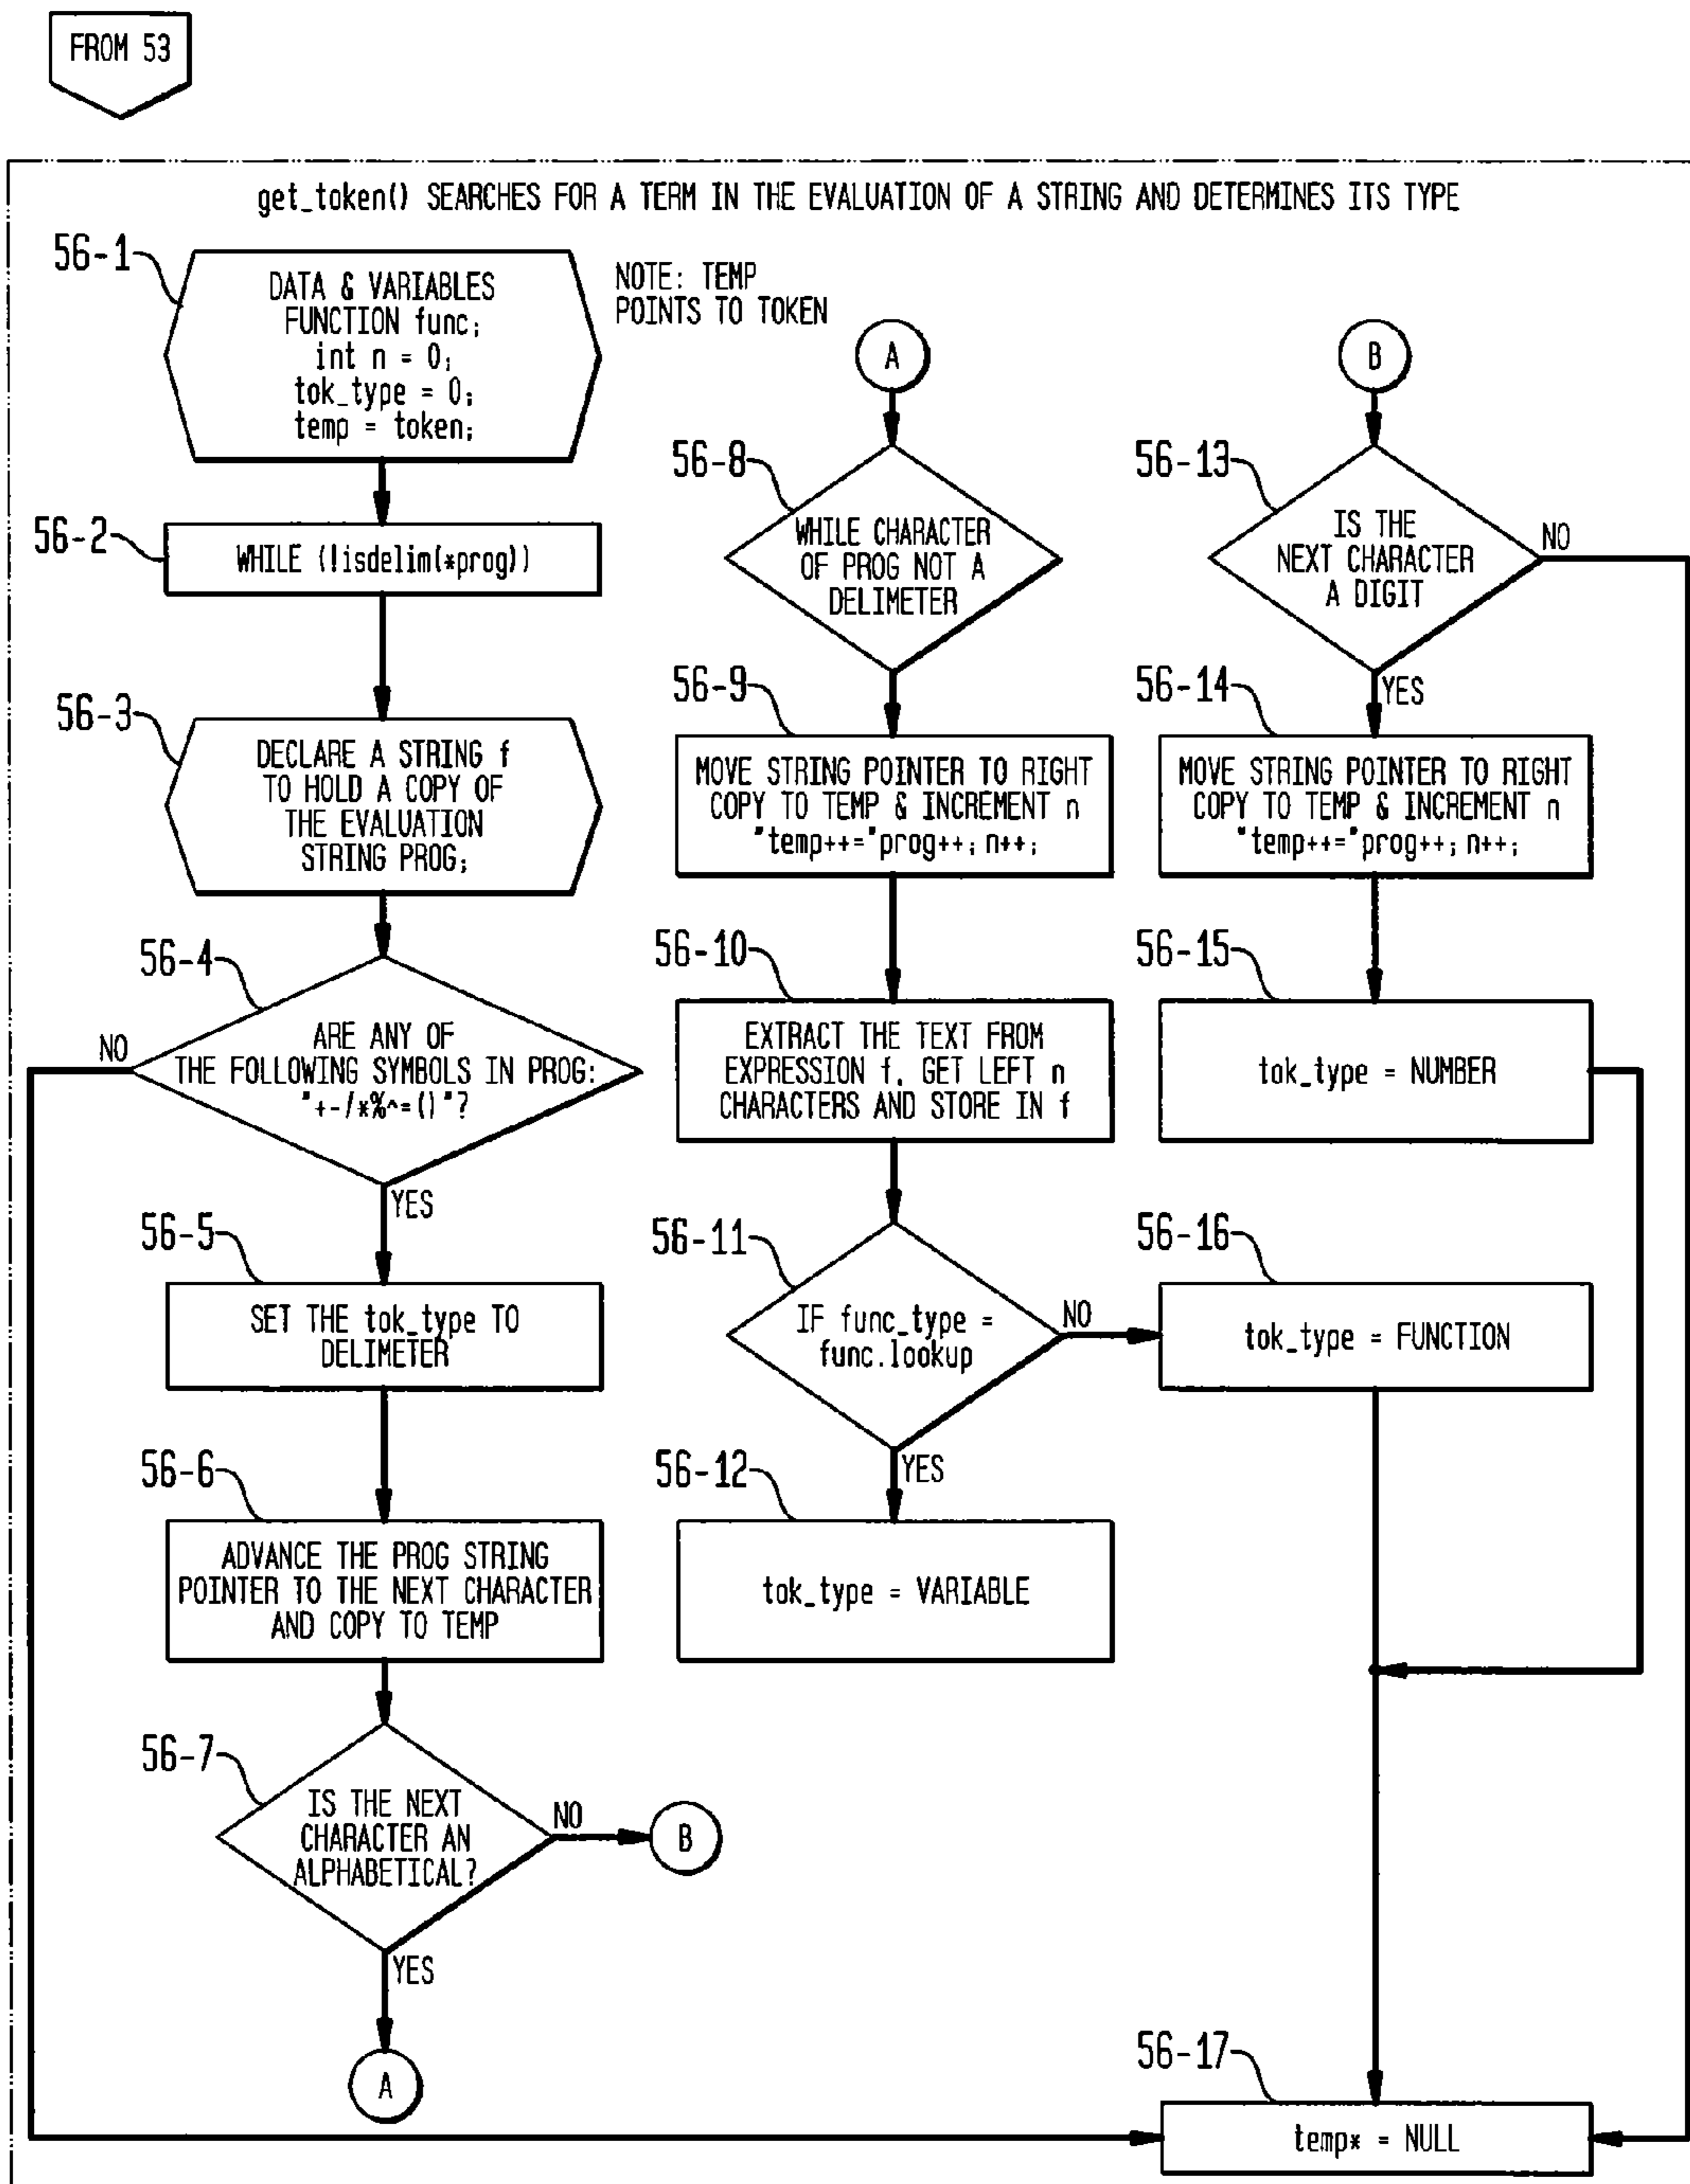 FROM 53
get_token() SEARCHES FOR A TERM IN THE EVALUATION OF A STRING AND DETERMINES ITS TYPE
56-1
DATA & VARIABLES
FUNCTION func;
int n = 0;
tok_type = 0;
temp = token;
NOTE: TEMP
POINTS TO TOKEN
56-2
WHILE (!isdelim(*prog))
56-3
DECLARE A STRING f
TO HOLD A COPY OF
THE EVALUATION
STRING PROG;
56-4
ARE ANY OF
THE FOLLOWING SYMBOLS IN PROG:
"+-/*%^=()"?
NO
YES
56-5
SET THE tok_type TO
DELIMETER
56-6
ADVANCE THE PROG STRING
POINTER TO THE NEXT CHARACTER
AND COPY TO TEMP
56-7
IS THE NEXT
CHARACTER AN
ALPHABETICAL?
NO
B
YES
A
A
56-8
WHILE CHARACTER
OF PROG NOT A
DELIMETER
56-9
MOVE STRING POINTER TO RIGHT
COPY TO TEMP & INCREMENT n
"temp++="prog++; n++;
56-10
EXTRACT THE TEXT FROM
EXPRESSION f. GET LEFT n
CHARACTERS AND STORE IN f
56-11
IF func_type =
func.lookup
NO
YES
56-12
tok_type = VARIABLE
B
56-13
IS THE
NEXT CHARACTER
A DIGIT
NO
YES
56-14
MOVE STRING POINTER TO RIGHT
COPY TO TEMP & INCREMENT n
"temp++="prog++; n++;
56-15
tok_type = NUMBER
56-16
tok_type = FUNCTION
56-17
temp* = NULL